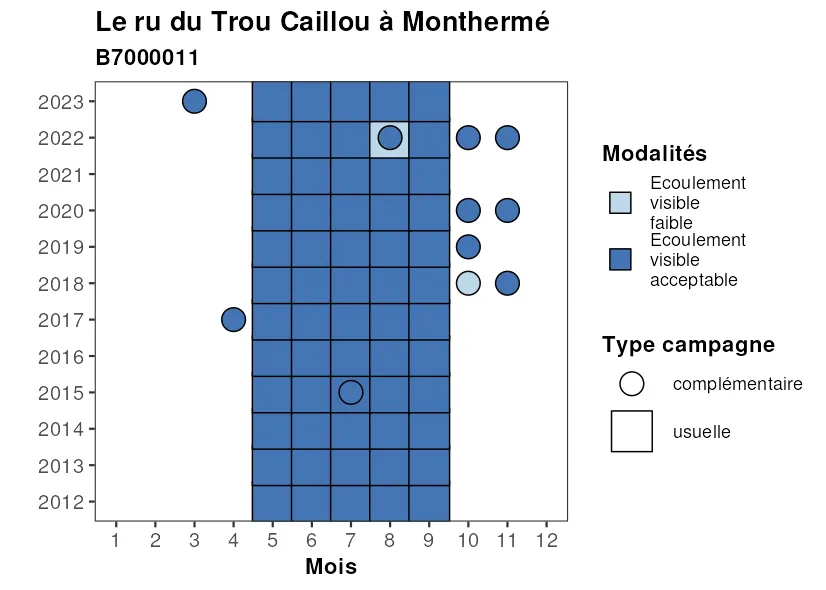 Le ru du Trou Caillou à Monthermé
B7000011
2023
2022
2021
2020
2019
2018
2017
2016
2015
2014
2013
2012
1 2 3 4 5 6 7 8 9 10 11 12
Mois
Modalités
Ecoulement
visible
faible
Ecoulement
visible
acceptable
Type campagne
complémentaire
usuelle